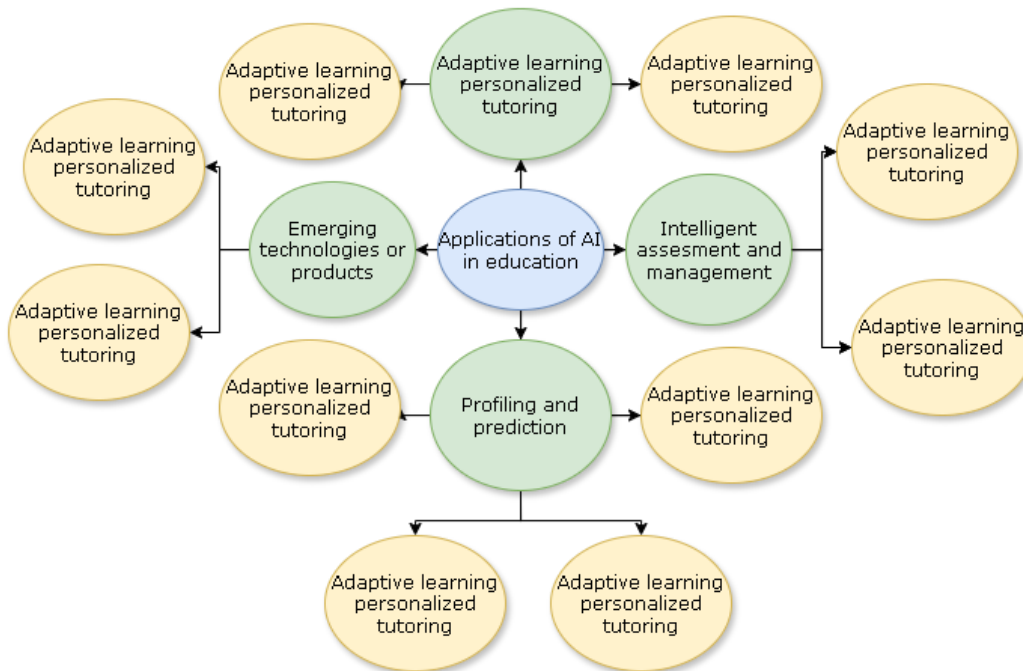 Adaptive learning
personalized
tutoring
Adaptive learning
personalized
tutoring
Adaptive learning
personalized
tutoring
Adaptive learning
personalized
tutoring
Adaptive learning
personalized
tutoring
Emerging
technologies or
products
Applications of AI
in education
Intelligent
assesment and
management
Adaptive learning
personalized
tutoring
Adaptive learning
personalized
tutoring
Adaptive learning
personalized
tutoring
Profiling and
prediction
Adaptive learning
personalized
tutoring
Adaptive learning
personalized
tutoring
Adaptive learning
personalized
tutoring